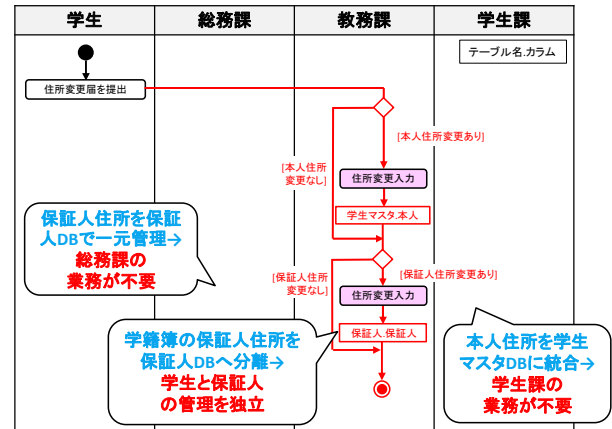 学生
総務課
教務課
学生課
テーブル名.カラム
住所変更届を提出
[本人住所変更あり]
[本人住所
変更なし]
住所変更入力
学生マスタ.本人
保証人住所を保証
人DBで一元管理→
総務課の
業務が不要
[保証人住所変更あり]
[保証人住所
変更なし]
住所変更入力
保証人.保証人
学籍簿の保証人住所を
保証人DBへ分離→
学生と保証人
の管理を独立
本人住所を学生
マスタDBに統合→
学生課の
業務が不要